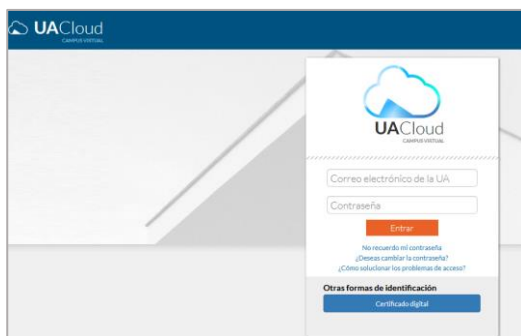 UACloud
CAMPUS VIRTUAL
UACloud
CAMPUS VIRTUAL
Correo electrónico de la UA
Contraseña
Entrar
No recuerdo mi contraseña
¿Deseas cambiar la contraseña?
¿Cómo solucionar los problemas de acceso?
Otras formas de identificación
Certificado digital